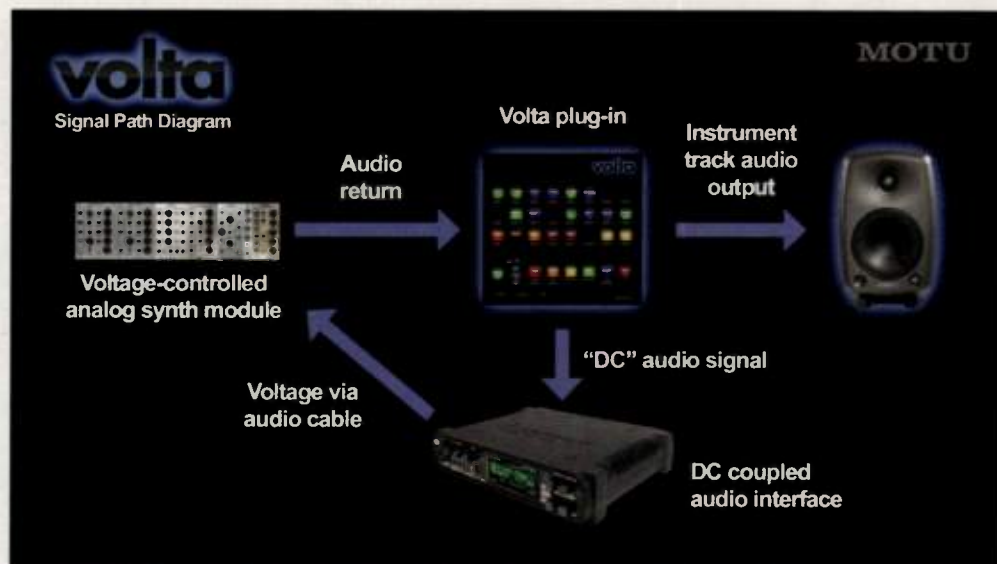 volta
MOTU
Signal Path Diagram
Volta plug-in
Instrument
track audio
output
Audio
return
volta
Voltage-controlled
analog synth module
"DC" audio signal
Voltage via
audio cable
DC coupled
audio interface